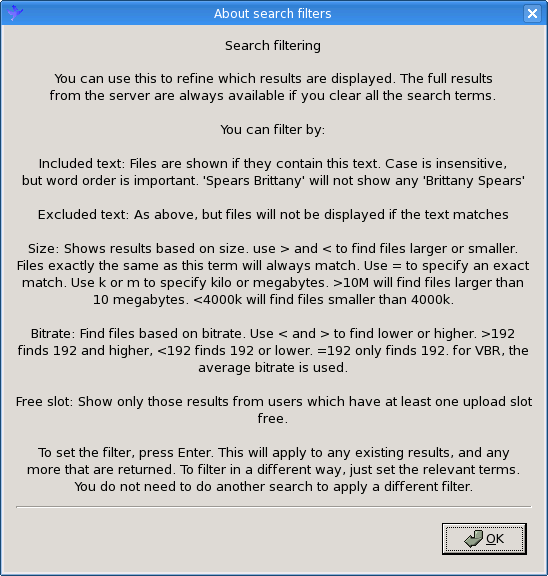 About search filters
Search filtering
You can use this to refine which results are displayed. The full results
from the server are always available if you clear all the search terms.
You can filter by:
Included text: Files are shown if they contain this text. Case is insensitive,
but word order is important. 'Spears Brittany' will not show any 'Brittany Spears'
Excluded text: As above, but files will not be displayed if the text matches
Size: Shows results based on size. use > and < to find files larger or smaller.
Files exactly the same as this term will always match. Use = to specify an exact
match. Use k or m to specify kilo or megabytes. >10M will find files larger than
10 megabytes. <4000k will find files smaller than 4000k.
Bitrate: Find files based on bitrate. Use < and > to find lower or higher. >192
finds 192 and higher, <192 finds 192 or lower. =192 only finds 192. for VBR, the
average bitrate is used.
Free slot: Show only those results from users which have at least one upload slot
free.
To set the filter, press Enter. This will apply to any existing results, and any
more that are returned. To filter in a different way, just set the relevant terms.
You do not need to do another search to apply a different filter.
OK